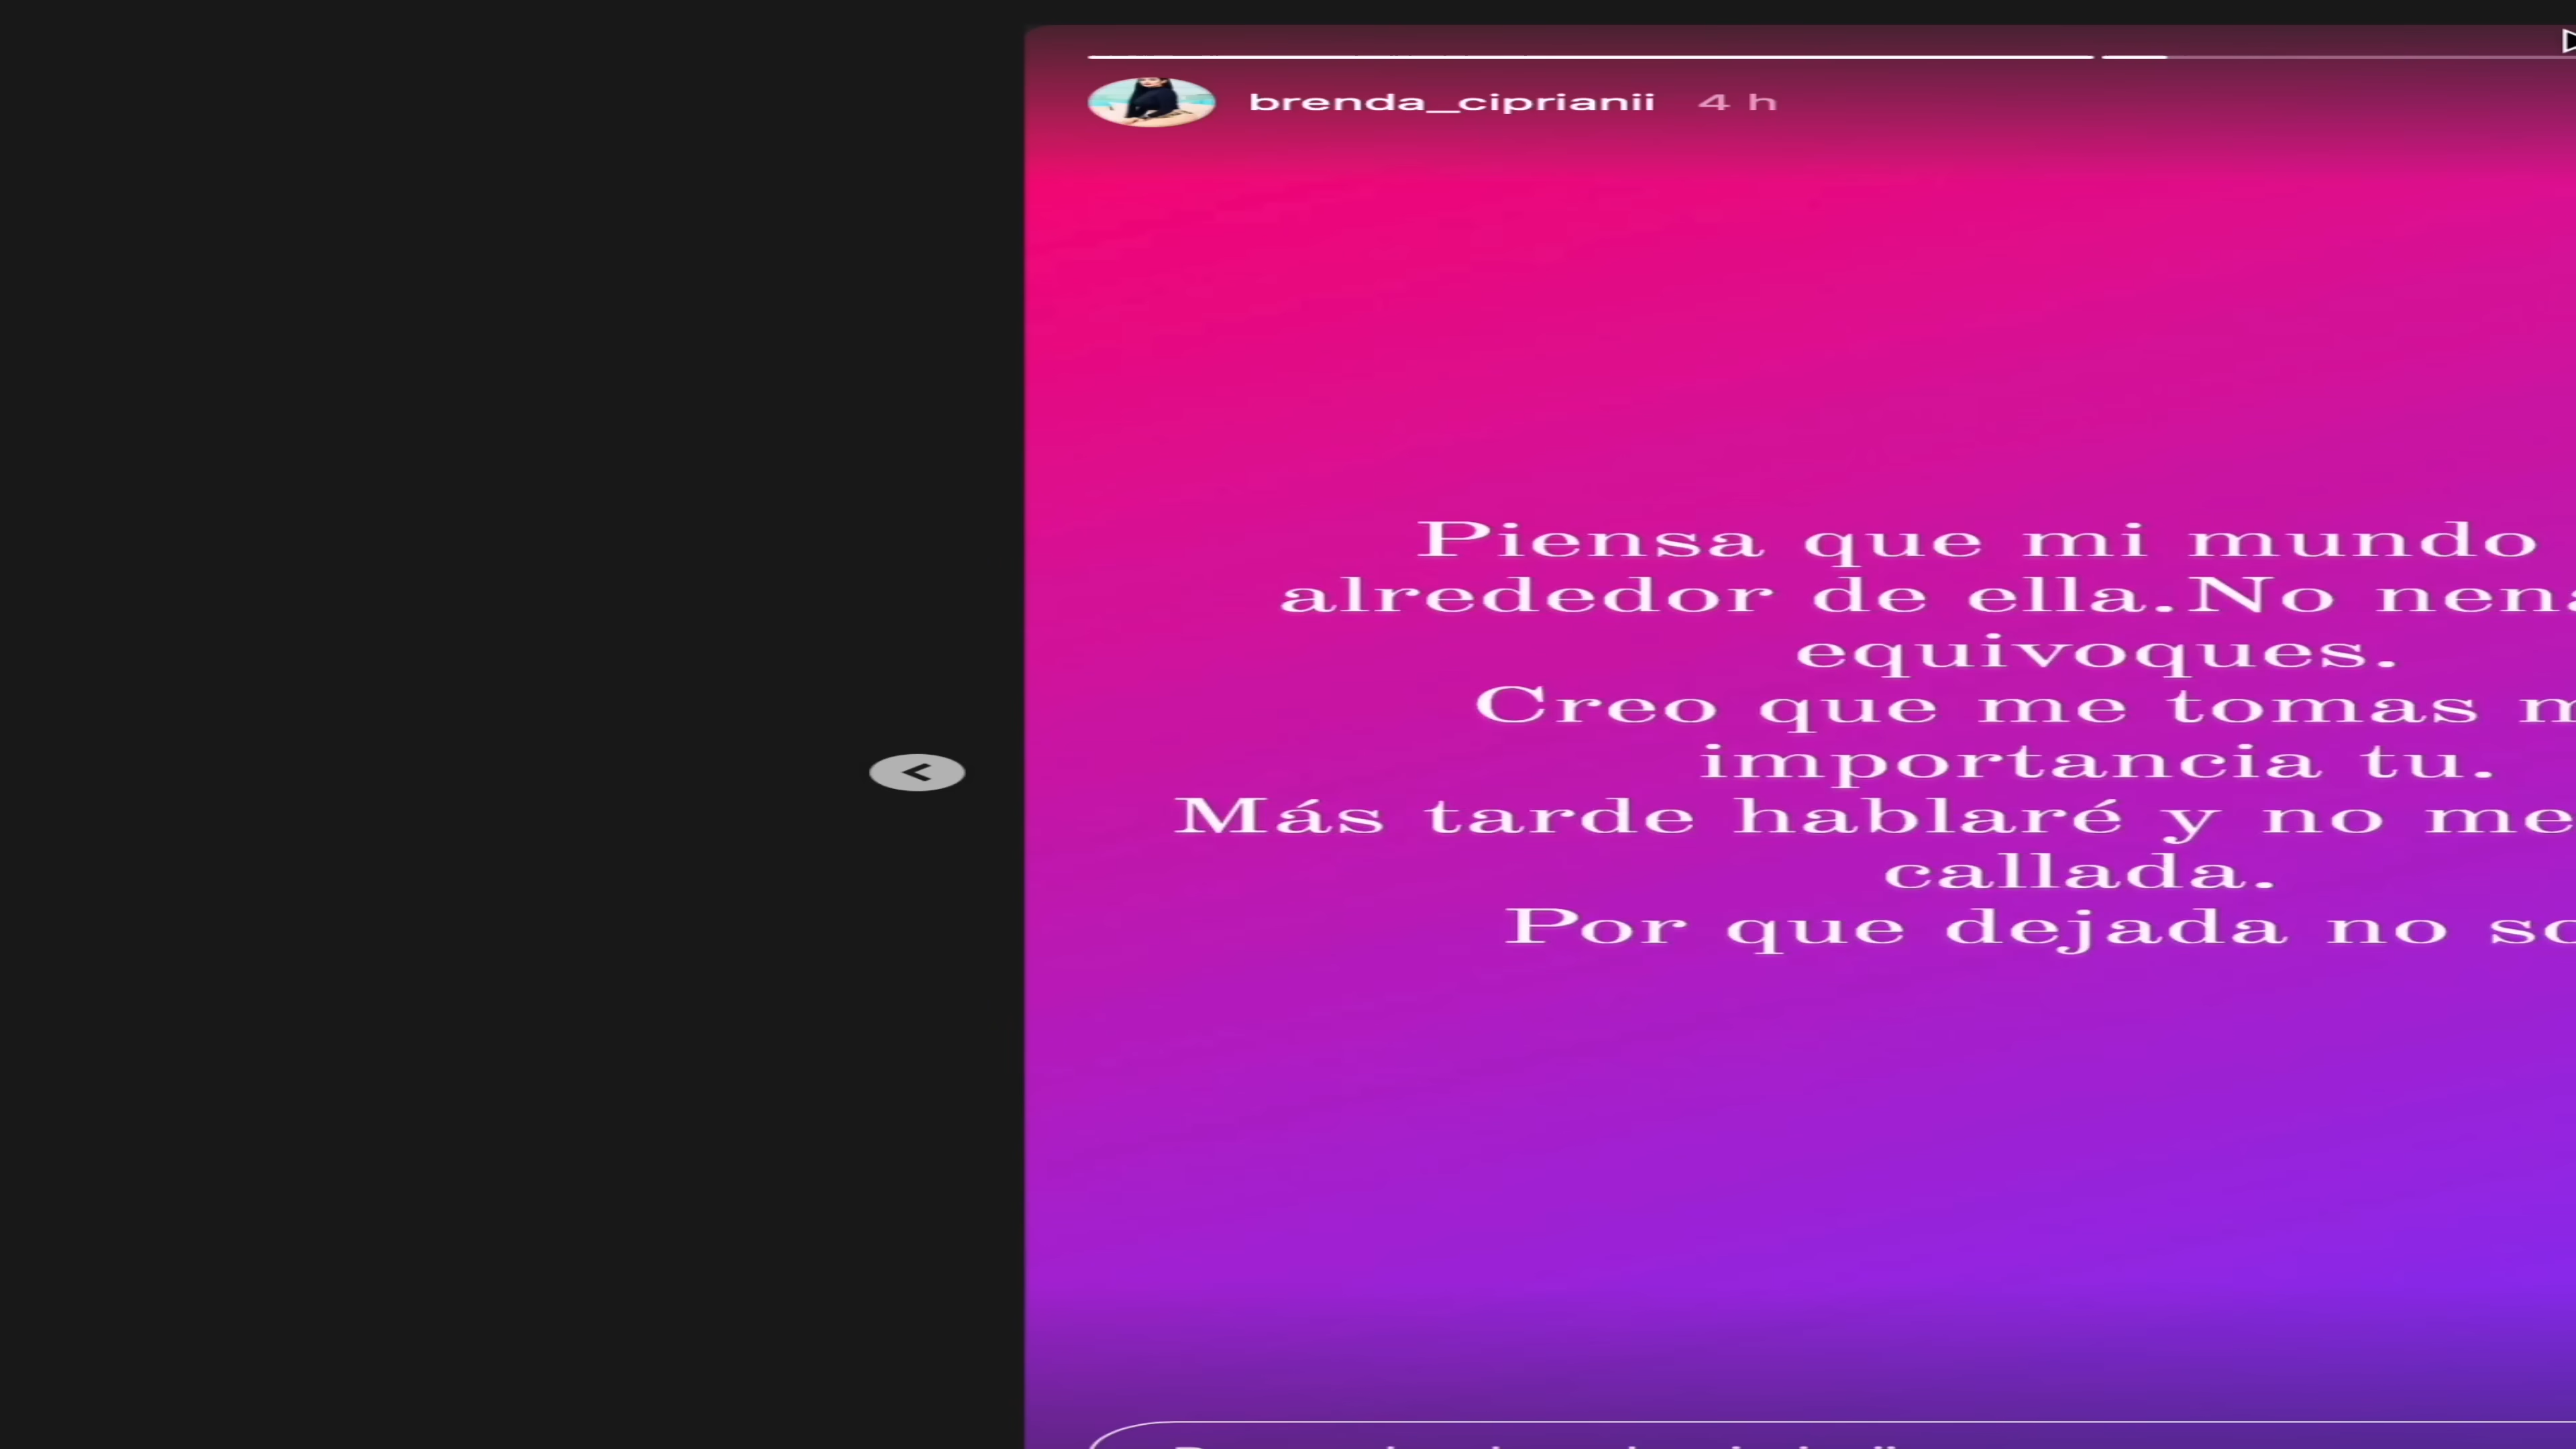 brenda_ciprianii 4 h
Piensa que mi mundo
alrededor de ella.No
equivoques.
Creo que me tomas
importancia tu.
Más tarde hablaré y no me
callada.
Por que dejada no